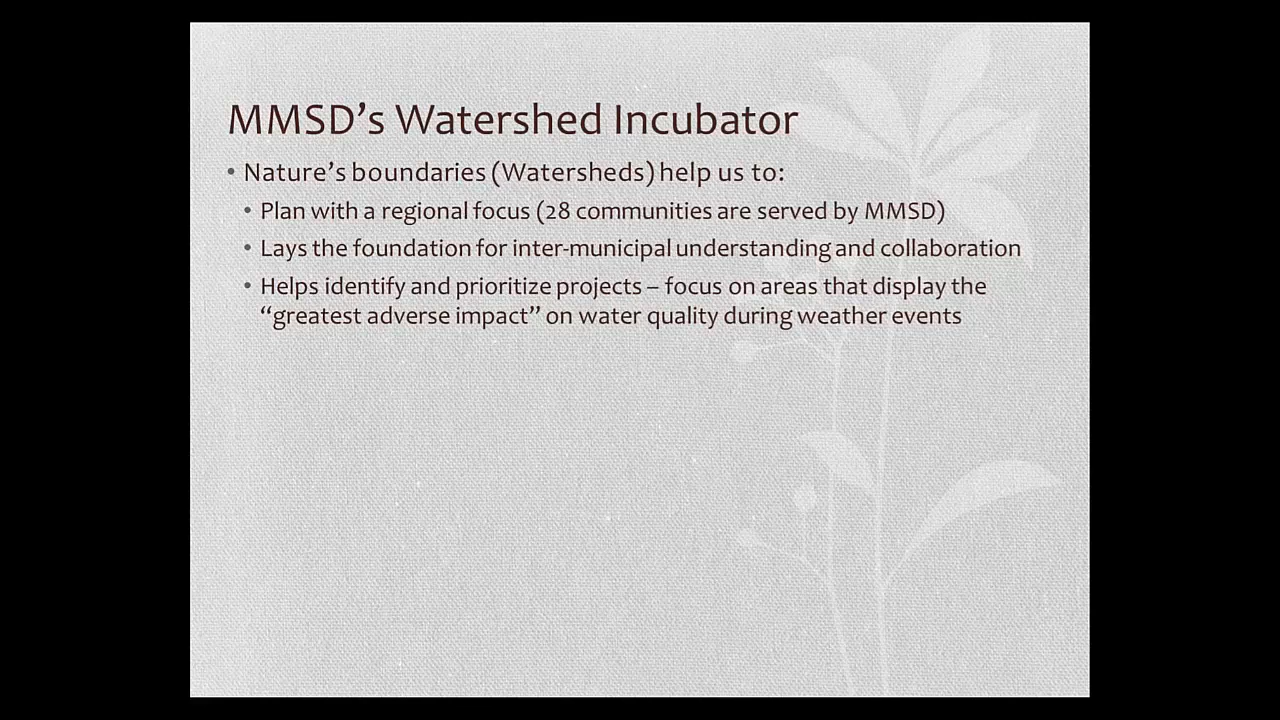 MMSD’s Watershed Incubator
• Nature’s boundaries (Watersheds) help us to:
• Plan with a regional focus (28 communities are served by MMSD)
• Lays the foundation for inter-municipal understanding and collaboration
• Helps identify and prioritize projects – focus on areas that display the
“greatest adverse impact” on water quality during weather events